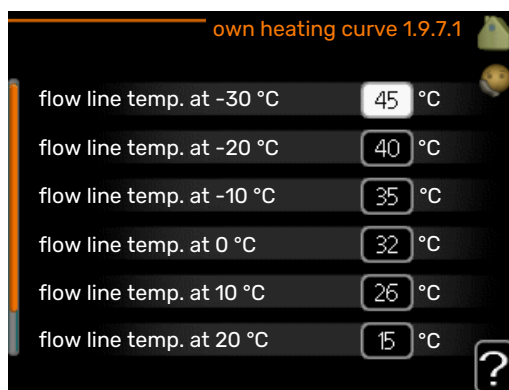 own heating curve 1.9.7.1
flow line temp. at -30 °C 45 °C
flow line temp. at -20 °C 40 °C
flow line temp. at -10 °C 35 °C
flow line temp. at 0 °C 32 °C
flow line temp. at 10 °C 26 °C
flow line temp. at 20 °C 15 °C
?